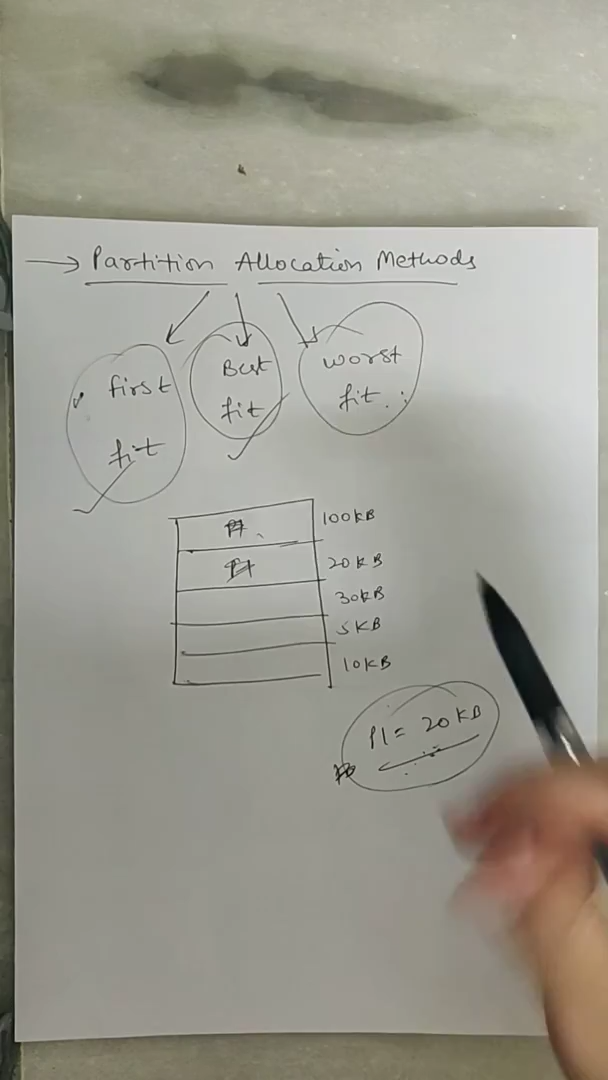 → Partition Allocation Methods
first
fit
Best
fit
worst
fit
100KB
20KB
30KB
5KB
10KB
P1 = 20KB